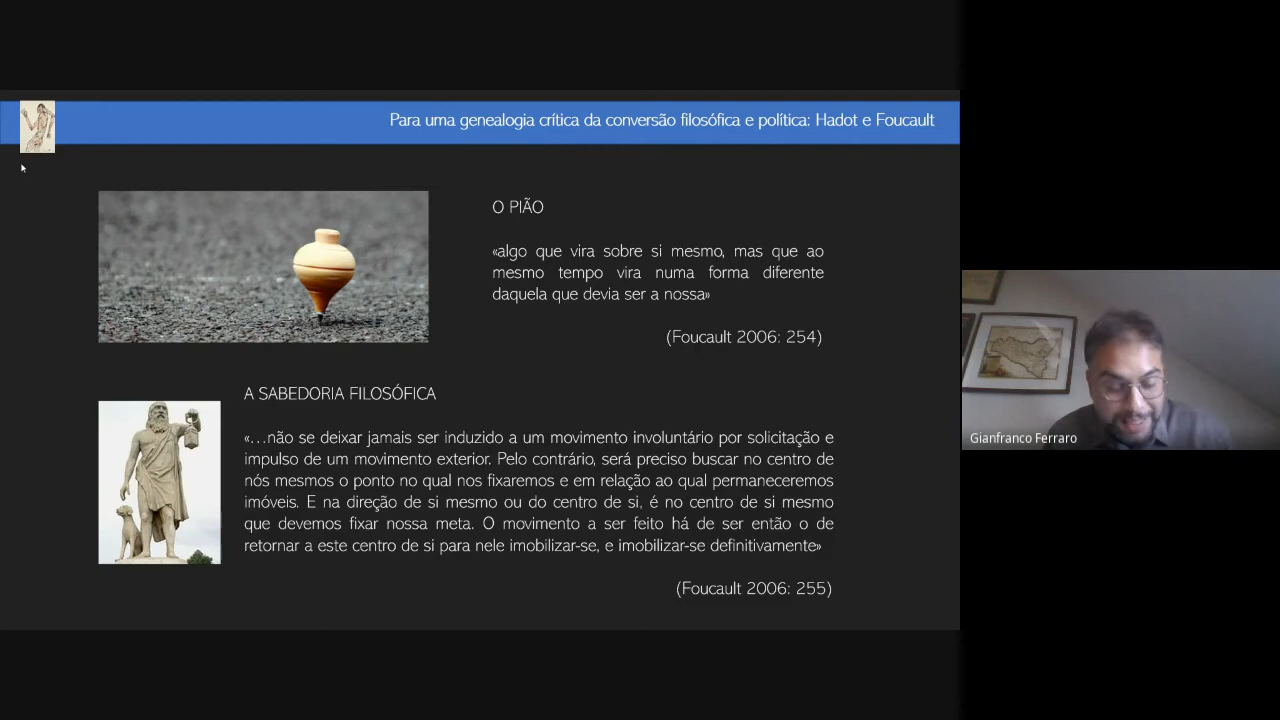 Para uma genealogia crítica da conversão filosófica e política: Hadot e Foucault
O PIÃO
«algo que vira sobre si mesmo, mas que ao
mesmo tempo vira numa forma diferente
daquela que devia ser a nossa»
(Foucault 2006: 254)
A SABEDORIA FILOSÓFICA
«…não se deixar jamais ser induzido a um movimento involuntário por solicitação e
impulso de um movimento exterior. Pelo contrário, será preciso buscar no centro de
nós mesmos o ponto no qual nos fixaremos e em relação ao qual permaneceremos
imóveis. E na direção de si mesmo ou do centro de si, é no centro de si mesmo
que devemos fixar nossa meta. O movimento a ser feito há de ser então o de
retornar a este centro de si para nele imobilizar-se, e imobilizar-se definitivamente»
(Foucault 2006: 255)
Gianfranco Ferraro